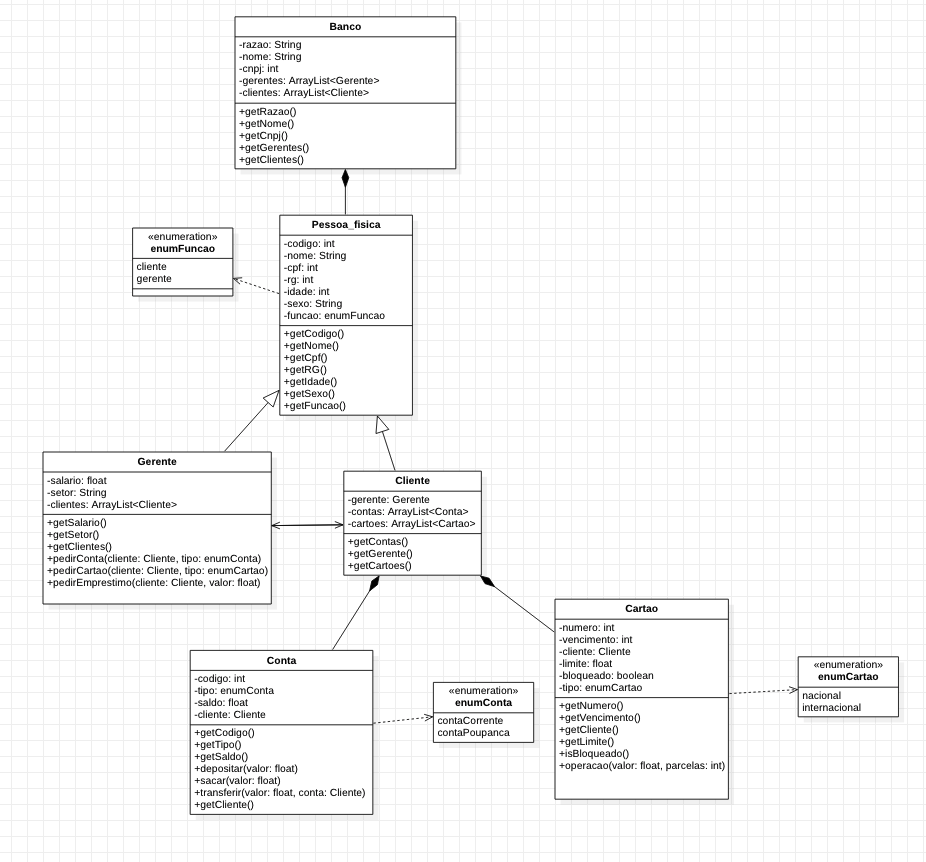 Banco
-razao: String
-nome: String
-cnpj: int
-gerentes: ArrayList<Gerente>
-clientes: ArrayList<Cliente>
+getRazao()
+getNome()
+getCnpj()
+getGerentes()
+getClientes()
«enumeration»
enumFuncao
cliente
gerente
Pessoa_fisica
-codigo: int
-nome: String
-cpf: int
-rg: int
-idade: int
-sexo: String
-funcao: enumFuncao
+getCodigo()
+getNome()
+getCpf()
+getRG()
+getIdade()
+getSexo()
+getFuncao()
Gerente
-salario: float
-setor: String
-clientes: ArrayList<Cliente>
+getSalario()
+getSetor()
+getClientes()
+pedirConta(cliente: Cliente, tipo: enumConta)
+pedirCartao(cliente: Cliente, tipo: enumCartao)
+pedirEmprestimo(cliente: Cliente, valor: float)
Cliente
-gerente: Gerente
-contas: ArrayList<Conta>
-cartoes: ArrayList<Cartao>
+getContas()
+getGerente()
+getCartoes()
Conta
-codigo: int
-tipo: enumConta
-saldo: float
-cliente: Cliente
+getCodigo()
+getTipo()
+getSaldo()
+depositar(valor: float)
+sacar(valor: float)
+transferir(valor: float, conta: Cliente)
+getCliente()
«enumeration»
enumConta
contaCorrente
contaPoupanca
Cartao
-numero: int
-vencimento: int
-cliente: Cliente
-limite: float
-bloqueado: boolean
-tipo: enumCartao
+getNumero()
+getVencimento()
+getCliente()
+getLimite()
+isBloqueado()
+operacao(valor: float, parcelas: int)
«enumeration»
enumCartao
nacional
internacional